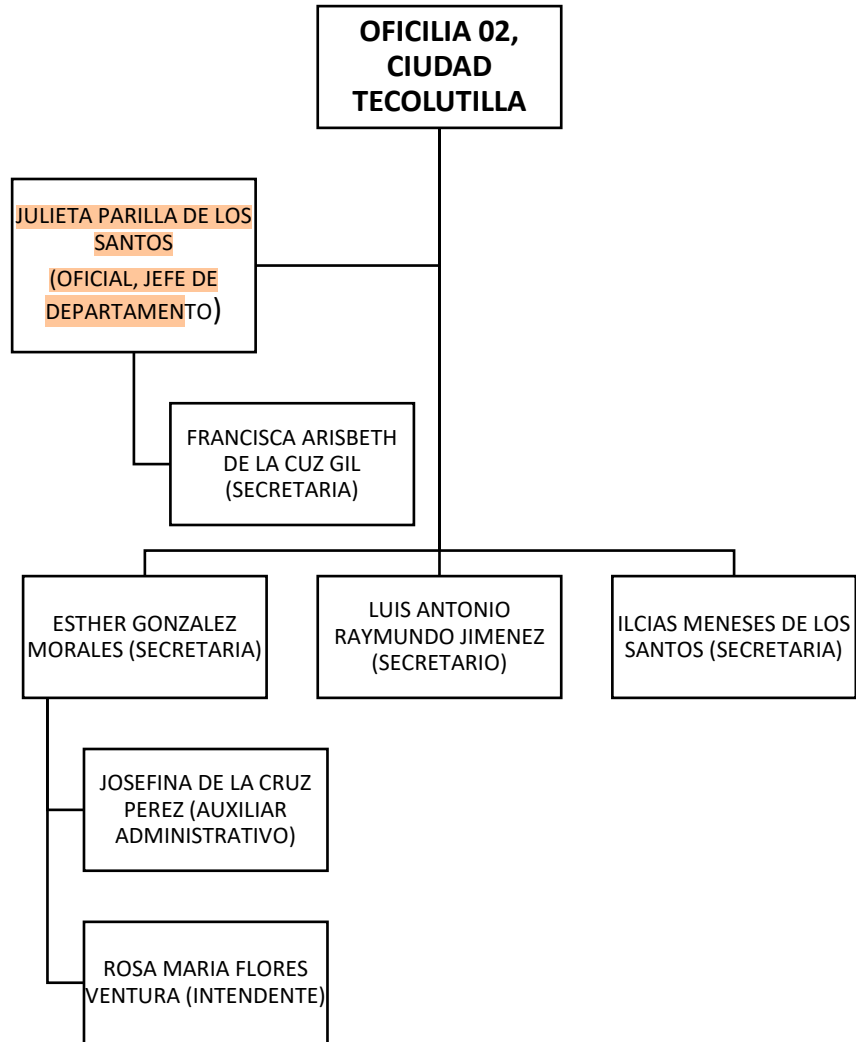 OFICILIA 02,
CIUDAD
TECOLUTILLA
JULIETA PARILLA DE LOS
SANTOS
(OFICIAL, JEFE DE
DEPARTAMENTO)
FRANCISCA ARISBETH
DE LA CUZ GIL
(SECRETARIA)
ESTHER GONZALEZ
MORALES (SECRETARIA)
LUIS ANTONIO
RAYMUNDO JIMENEZ
(SECRETARIO)
ILCIAS MENESES DE LOS
SANTOS (SECRETARIA)
JOSEFINA DE LA CRUZ
PEREZ (AUXILIAR
ADMINISTRATIVO)
ROSA MARIA FLORES
VENTURA (INTENDENTE)